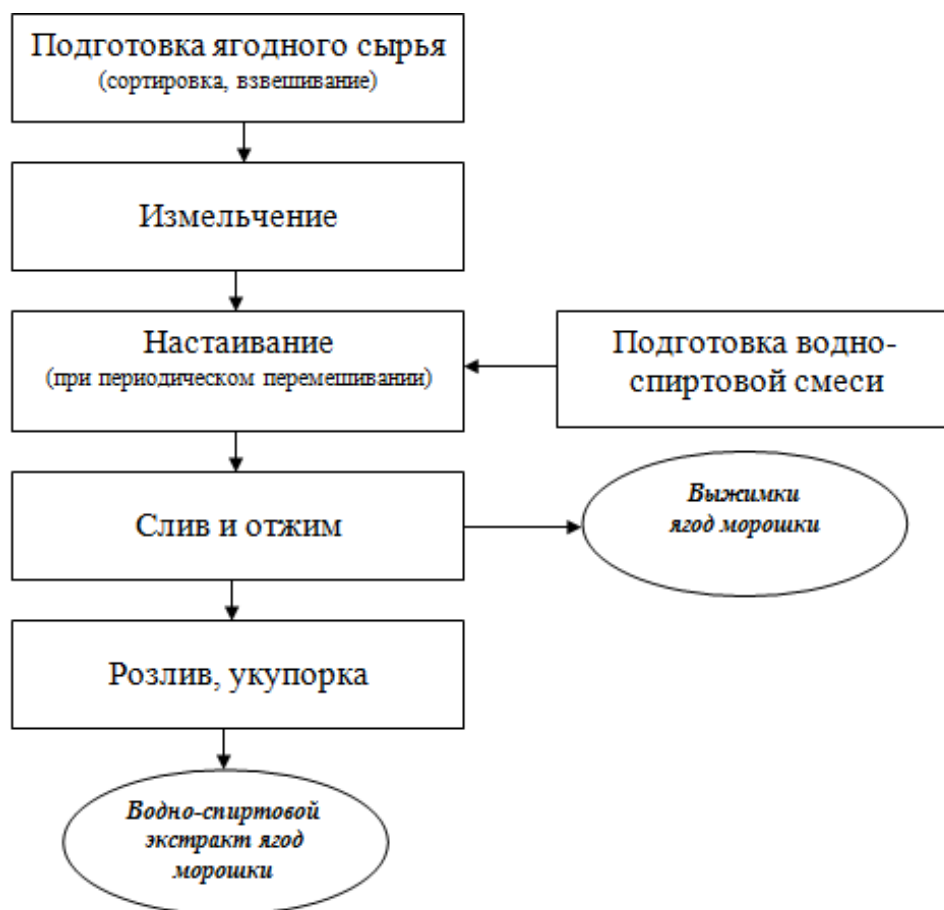 Подготовка ягодного сырья
(сортировка, взвешивание)
Измельчение
Настаивание
(при периодическом перемешивании)
Подготовка водно-
спиртовой смеси
Слив и отжим
Выжимки
ягод морошки
Розлив, укупорка
Водно-спиртовой
экстракт ягод
морошки